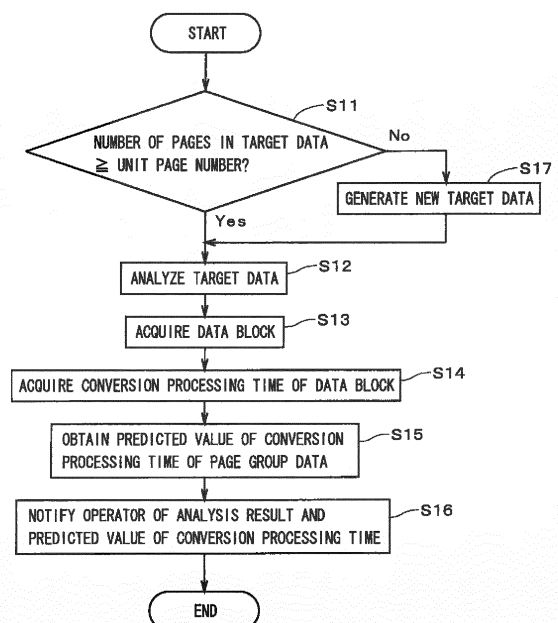 START
S11
NUMBER OF PAGES IN TARGET DATA
≧ UNIT PAGE NUMBER?
No
S17
GENERATE NEW TARGET DATA
Yes
S12
ANALYZE TARGET DATA
S13
ACQUIRE DATA BLOCK
S14
ACQUIRE CONVERSION PROCESSING TIME OF DATA BLOCK
S15
OBTAIN PREDICTED VALUE OF CONVERSION
PROCESSING TIME OF PAGE GROUP DATA
S16
NOTIFY OPERATOR OF ANALYSIS RESULT AND
PREDICTED VALUE OF CONVERSION PROCESSING TIME
END